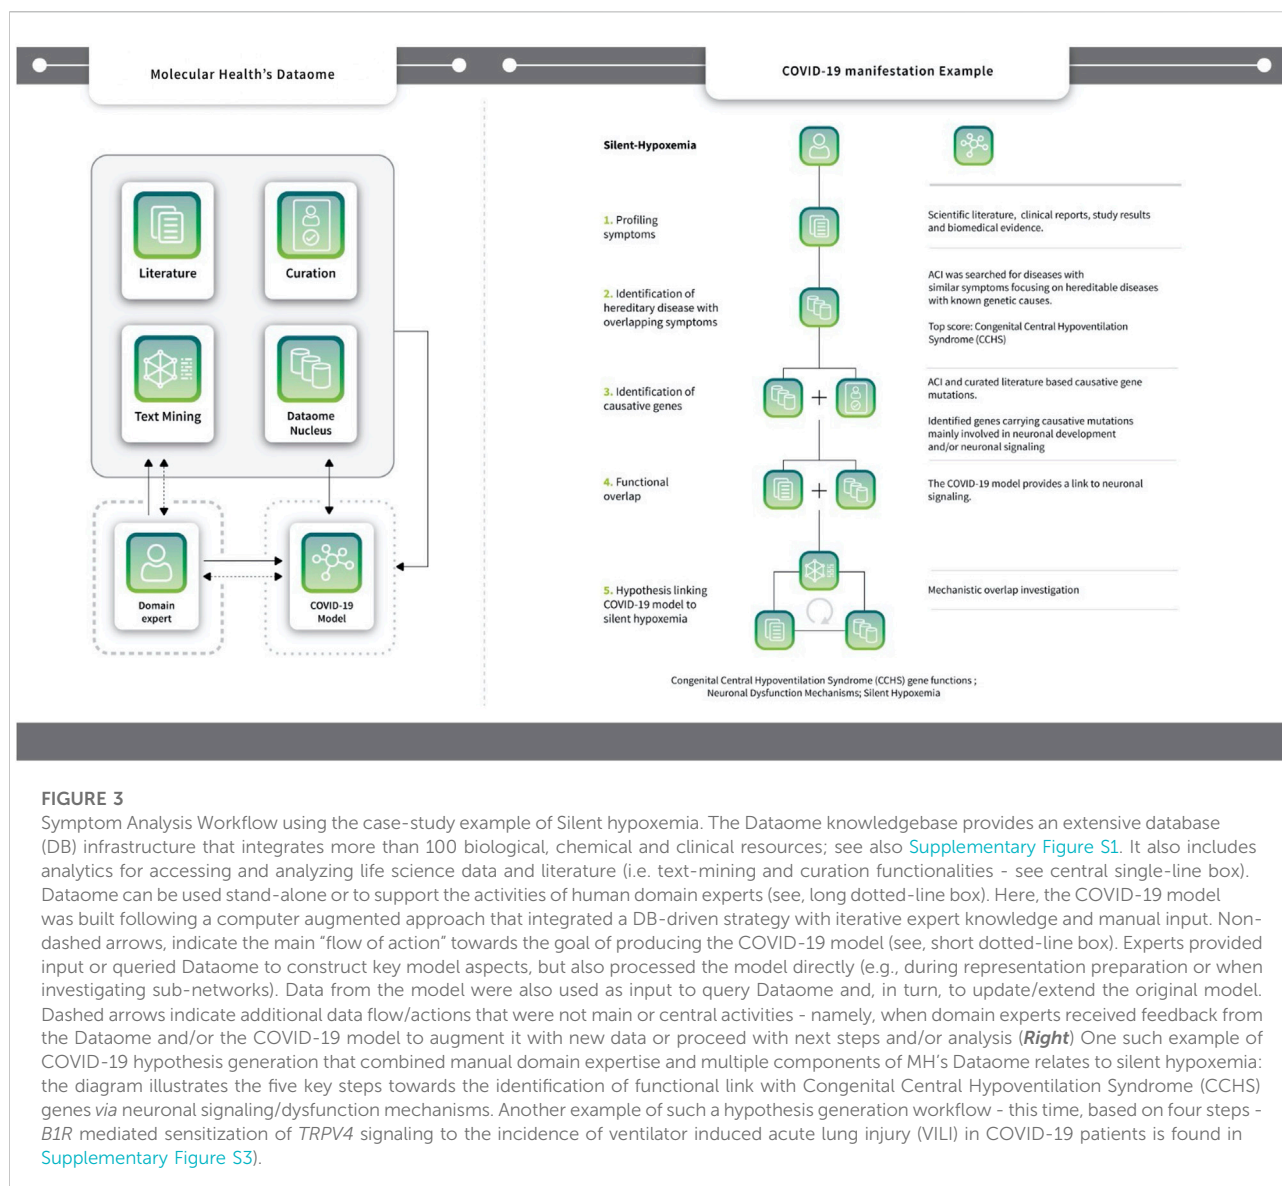 Molecular Health's Dataome
COVID-19 manifestation Example
Literature
Curation
Text Mining
Dataome
Nucleus
Domain
expert
COVID-19
Model
Silent-Hypoxemia
1. Profiling
symptoms
Scientific literature, clinical reports, study results
and biomedical evidence.
2. Identification of
hereditary disease with
overlapping symptoms
ACI was searched for diseases with
similar symptoms focusing on hereditable diseases
with known genetic causes.
Top score: Congenital Central Hypoventilation
Syndrome (CCHS)
3. Identification of
causative genes
ACI and curated literature based causative gene
mutations.
Identified genes carrying causative mutations
mainly involved in neuronal development
and/or neuronal signaling
4. Functional
overlap
The COVID-19 model provides a link to neuronal
signaling.
5. Hypothesis linking
COVID-19 model to
silent hypoxemia
Mechanistic overlap investigation
Congenital Central Hypoventilation Syndrome (CCHS) gene functions ;
Neuronal Dysfunction Mechanisms; Silent Hypoxemia
FIGURE 3
Symptom Analysis Workflow using the case-study example of Silent hypoxemia. The Dataome knowledgebase provides an extensive database
(DB) infrastructure that integrates more than 100 biological, chemical and clinical resources; see also Supplementary Figure S1. It also includes
analytics for accessing and analyzing life science data and literature (i.e. text-mining and curation functionalities - see central single-line box).
Dataome can be used stand-alone or to support the activities of human domain experts (see, long dotted-line box). Here, the COVID-19 model
was built following a computer augmented approach that integrated a DB-driven strategy with iterative expert knowledge and manual input. Non-
dashed arrows, indicate the main "flow of action" towards the goal of producing the COVID-19 model (see, short dotted-line box). Experts provided
input or queried Dataome to construct key model aspects, but also processed the model directly (e.g., during representation preparation or when
investigating sub-networks). Data from the model were also used as input to query Dataome and, in turn, to update/extend the original model.
Dashed arrows indicate additional data flow/actions that were not main or central activities - namely, when domain experts received feedback from
the Dataome and/or the COVID-19 model to augment it with new data or proceed with next steps and/or analysis (Right) One such example of
COVID-19 hypothesis generation that combined manual domain expertise and multiple components of MH's Dataome relates to silent hypoxemia:
the diagram illustrates the five key steps towards the identification of functional link with Congenital Central Hypoventilation Syndrome (CCHS)
genes via neuronal signaling/dysfunction mechanisms. Another example of such a hypothesis generation workflow - this time, based on four steps -
B1R mediated sensitization of TRPV4 signaling to the incidence of ventilator induced acute lung injury (VILI) in COVID-19 patients is found in
Supplementary Figure S3).